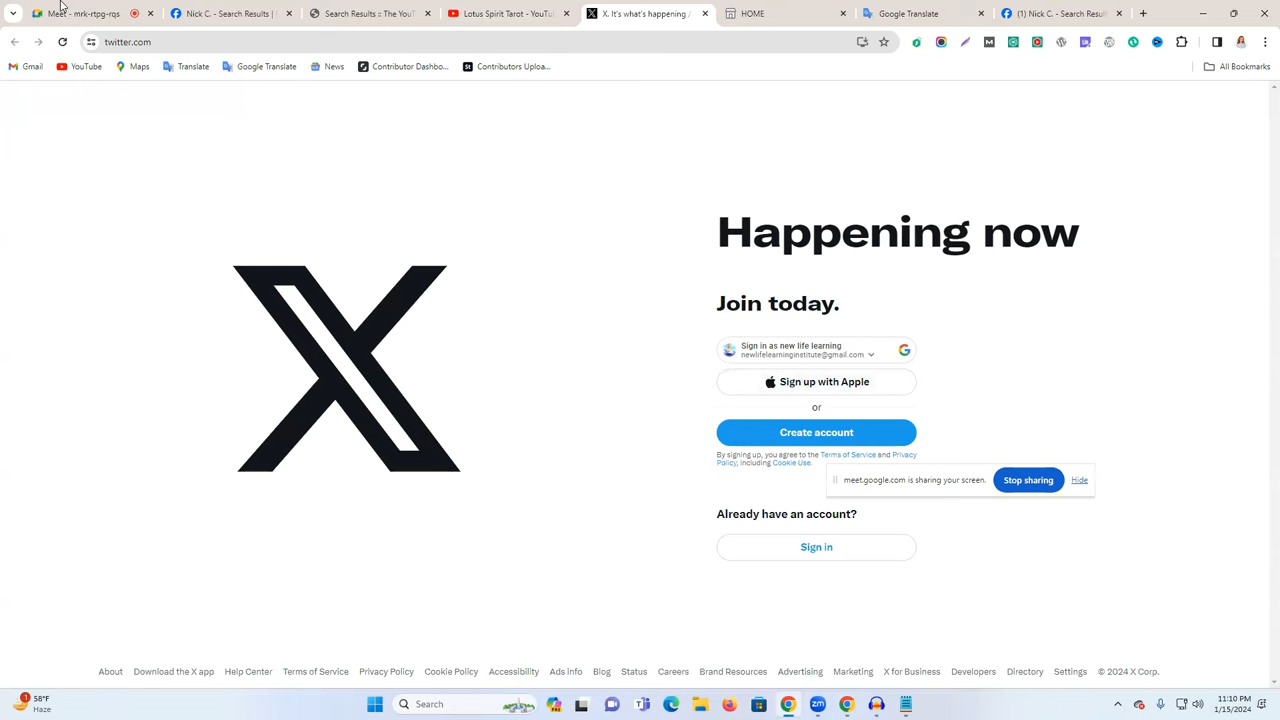 Meet - mrk-rtpg-rpg
Nick C. - Search Results |
Search Results :: The YouT
Lotus Spirit Tarot - YouTube
X. It's what's happening /
HOME
Google Translate
(1) Nick C. - Search Results |
twitter.com
Gmail
YouTube
Maps
Translate
Google Translate
News
Contributor Dashbo...
Contributors Uploa...
All Bookmarks
Happening now
Join today.
Sign in as new life learning
newlifelearninginstitute@gmail.com
Sign up with Apple
or
Create account
By signing up, you agree to the Terms of Service and Privacy
Policy, including Cookie Use.
meet.google.com is sharing your screen.
Stop sharing
Hide
Already have an account?
Sign in
About Download the X app Help Center Terms of Service Privacy Policy Cookie Policy Accessibility Ads info Blog Status Careers Brand Resources Advertising Marketing X for Business Developers Directory Settings © 2024 X Corp.
1
58°F
Haze
Search
11:10 PM
1/15/2024